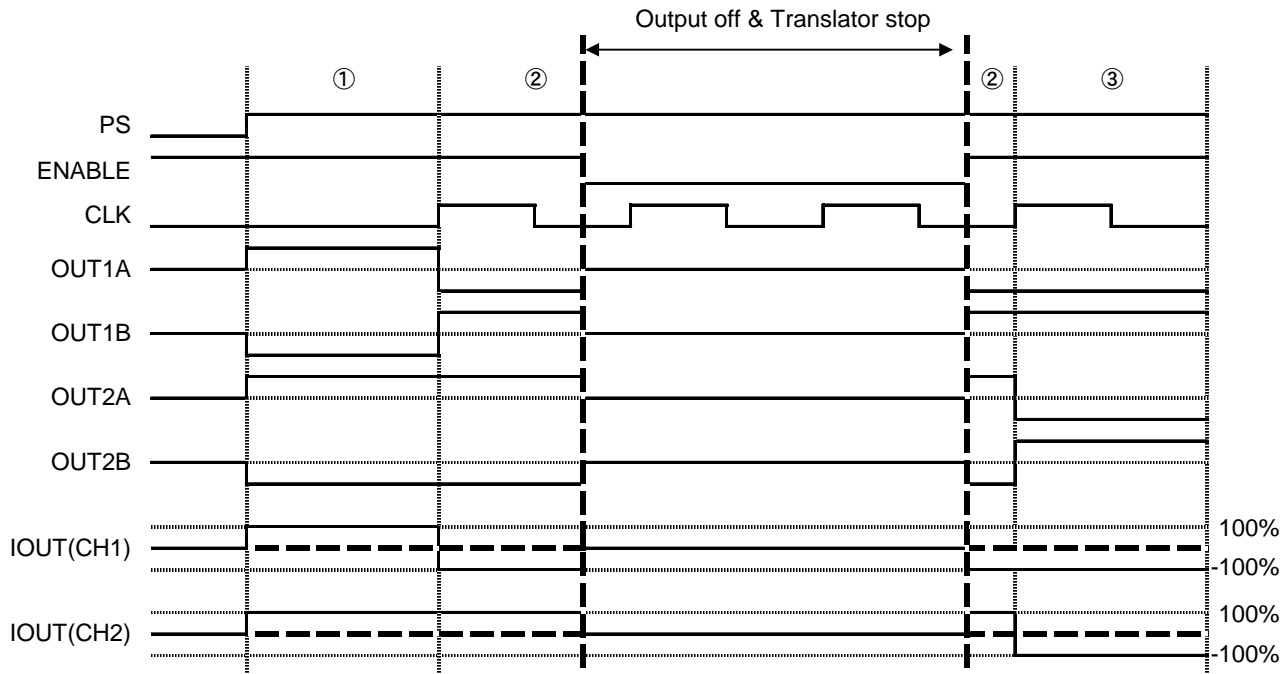 Output off & Translator stop
① ② ② ③
PS
ENABLE
CLK
OUT1A
OUT1B
OUT2A
OUT2B
IOUT(CH1)
100%
-100%
IOUT(CH2)
100%
-100%